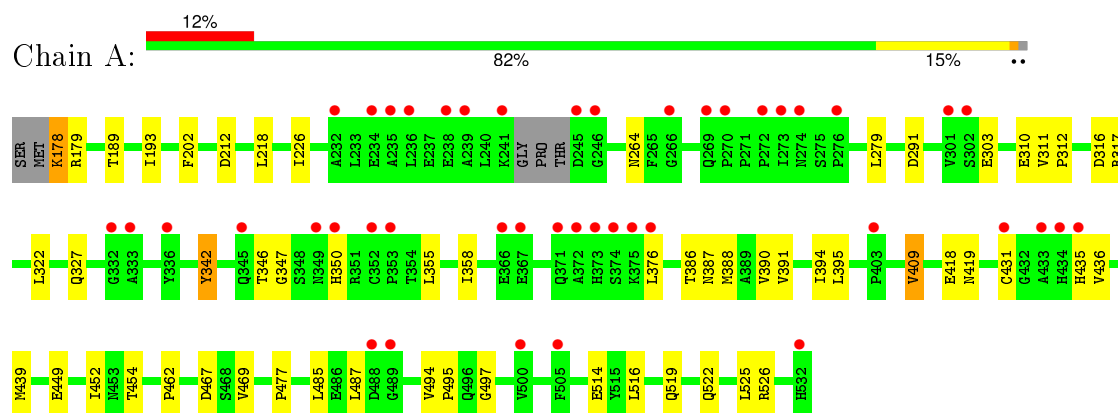 12%
Chain A:
82% 15% ••
SER MET K178 R179 T189 I193 F202 D212 L218 I226 A232 L233 E234 A235 L236 E237 E238 A239 L240 K241 GLY PRO THR D245 G246 N264 F265 G266 Q269 P270 P271 P272 I273 N274 S275 P276 L279 D291 V301 S302 E303 E310 V311 P312 D316
L322 Q327 G332 A333 Y336 Y342 Q345 T346 G347 S348 N349 H350 R351 C352 P353 T354 L355 I358 E366 E367 Q371 A372 H373 S374 K375 L376 T386 N387 M388 A389 V390 V391 I394 L395 P403 V409 E418 N419 C431 G432 A433 H434 H435 V436
M439 E449 I452 N453 T454 P462 D467 S468 V469 P477 L485 E486 L487 D488 G489 V494 P495 Q496 G497 V500 F505 E514 Y515 L516 Q519 Q522 L525 R526 H532